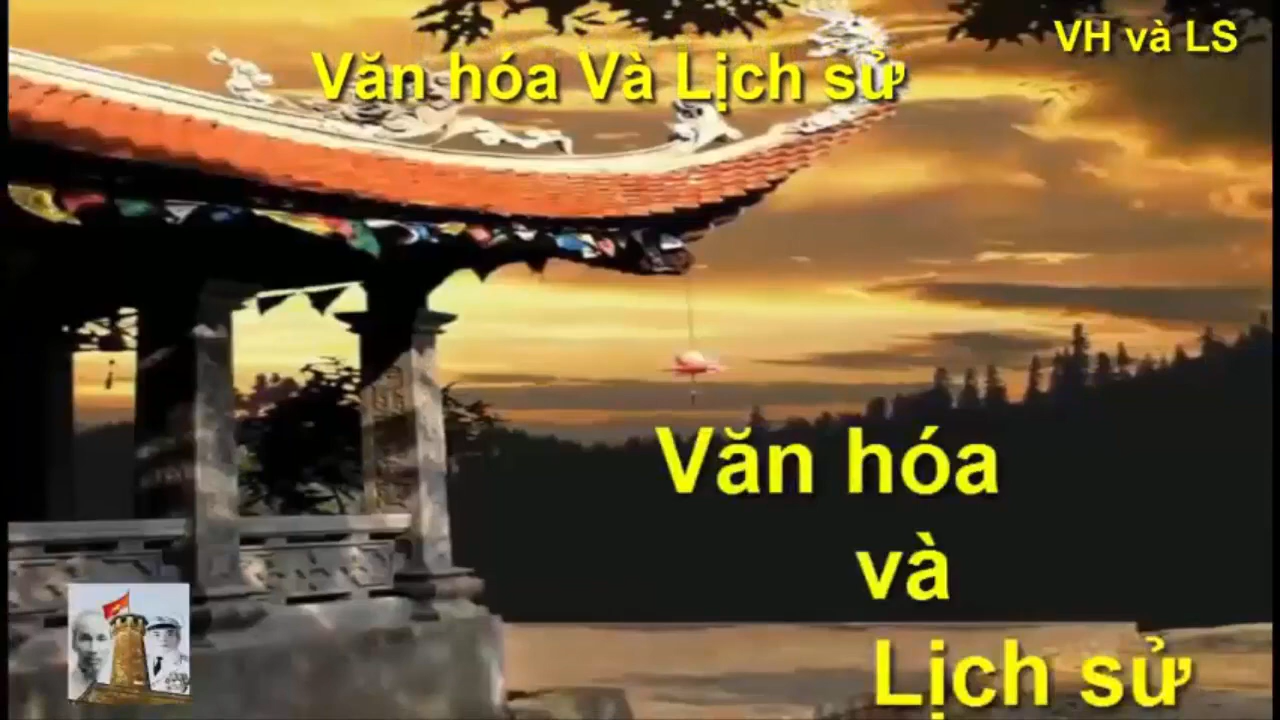 VH và LS
Văn hóa Và Lịch sử
Văn hóa
và
Lịch sử